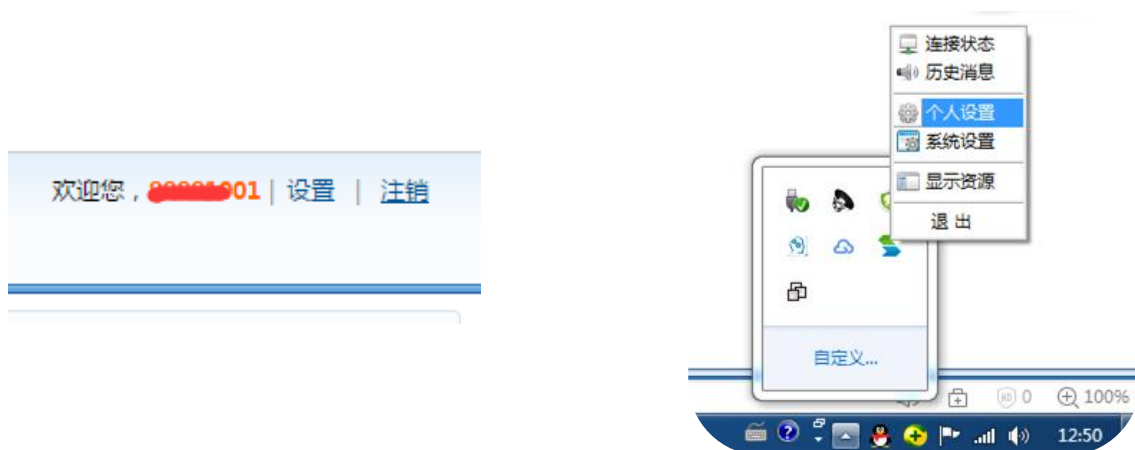 欢迎您，01| 设置 | 注销
连接状态
历史消息
个人设置
系统设置
显示资源
退 出
自定义...
0 100%
12:50